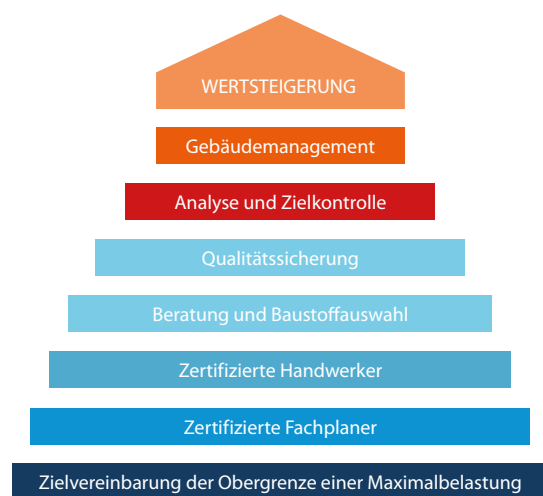 WERTSTEIGERUNG
Gebäudemanagement
Analyse und Zielkontrolle
Qualitätssicherung
Beratung und Baustoffauswahl
Zertifizierte Handwerker
Zertifizierte Fachplaner
Zielvereinbarung der Obergrenze einer Maximalbelastung